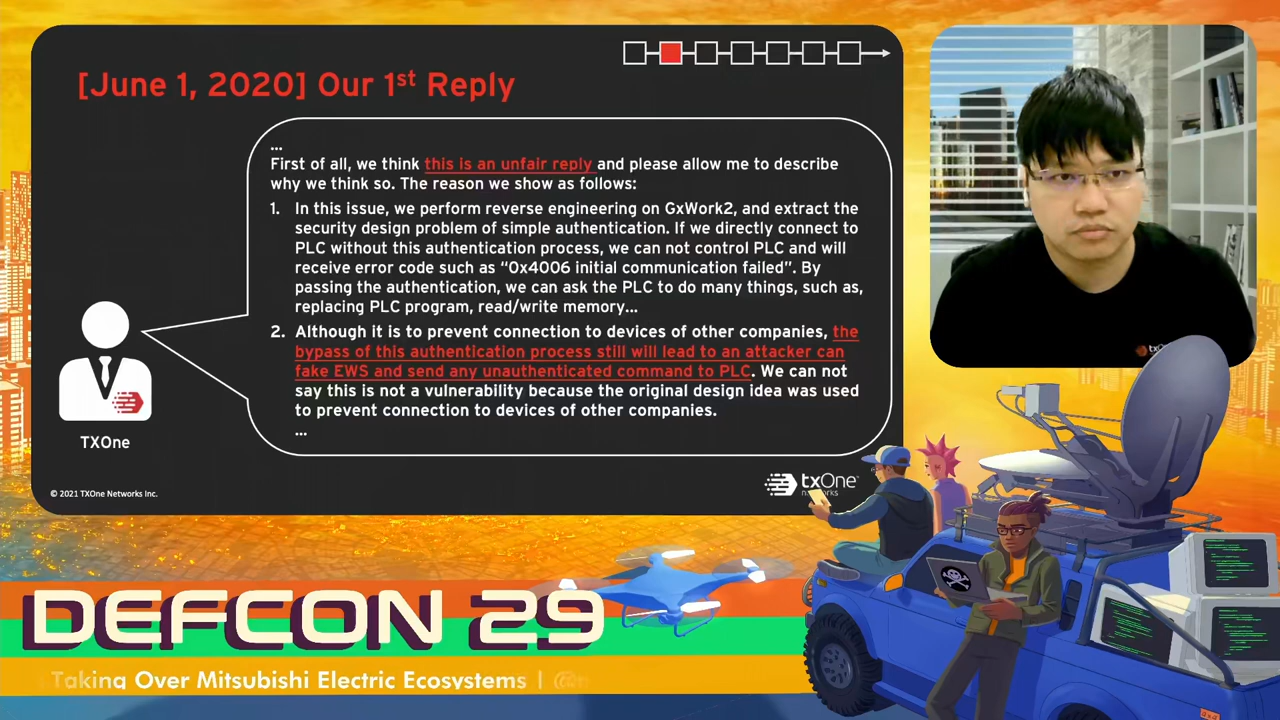 [June 1, 2020] Our 1st Reply
...
First of all, we think this is an unfair reply and please allow me to describe
why we think so. The reason we show as follows:
1. In this issue, we perform reverse engineering on GxWork2, and extract the
security design problem of simple authentication. If we directly connect to
PLC without this authentication process, we can not control PLC and will
receive error code such as “0x4006 initial communication failed”. By
passing the authentication, we can ask the PLC to do many things, such as,
replacing PLC program, read/write memory...
2. Although it is to prevent connection to devices of other companies, the
bypass of this authentication process still will lead to an attacker can
fake EWS and send any unauthenticated command to PLC. We can not
say this is not a vulnerability because the original design idea was used
to prevent connection to devices of other companies.
...
TXOne
© 2021 TXOne Networks Inc.
txOne™
DEFCON 29
Taking Over Mitsubishi Electric Ecosystems |